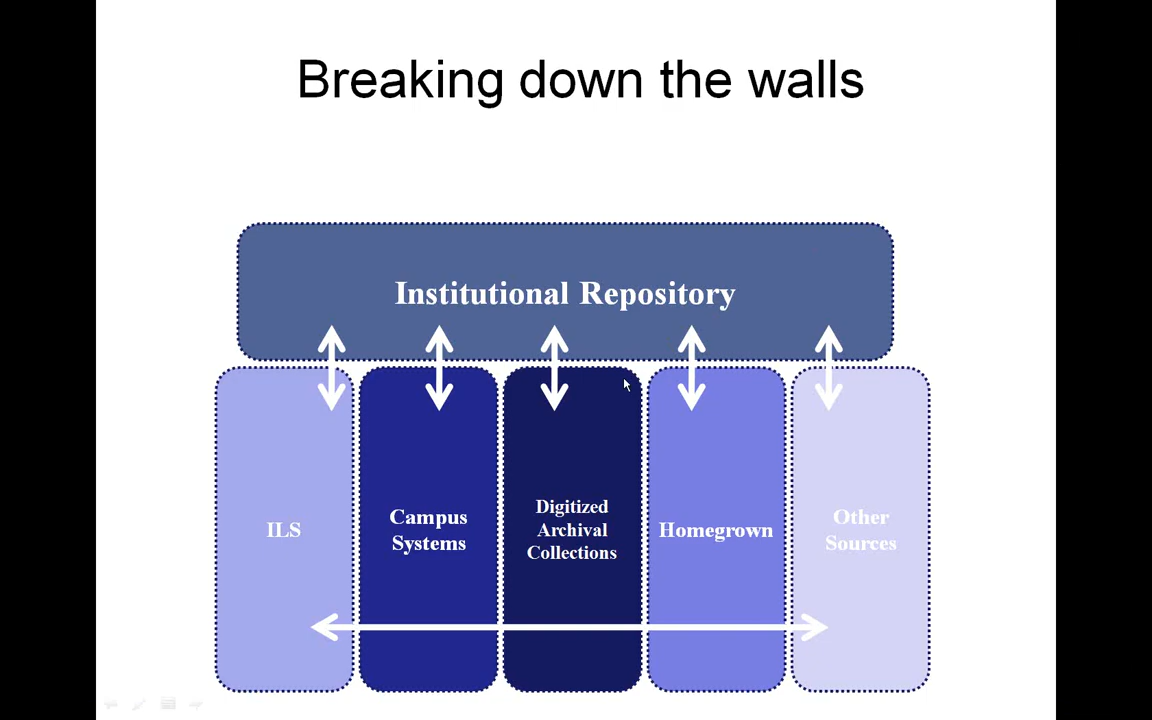 Breaking down the walls
Institutional Repository
ILS
Campus
Systems
Digitized
Archival
Collections
Homegrown
Other
Sources